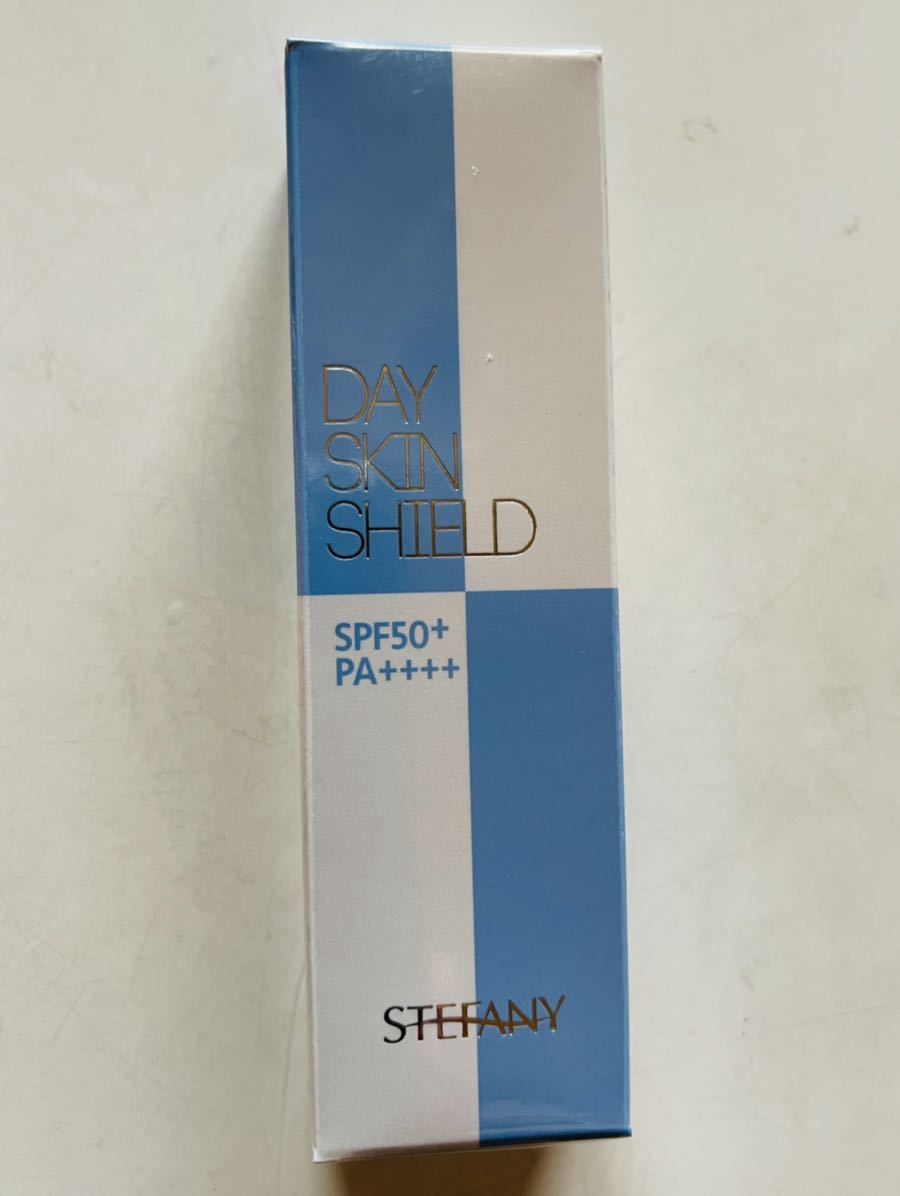 DAY
SKIN
SHIELD
SPF50+
PA++++
STEFANY